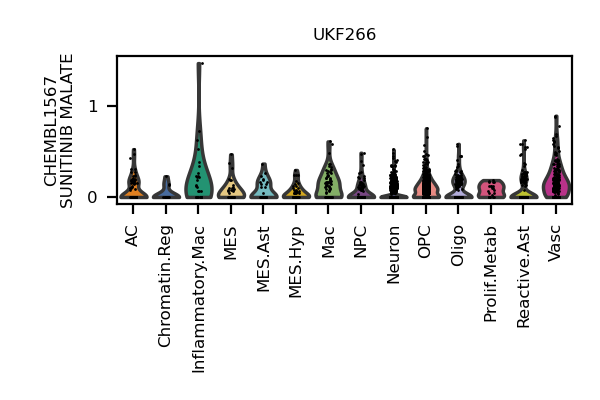 UKF266
CHEMBL1567
SUNITINIB MALATE
1
0
AC
Chromatin.Reg
Inflammatory.Mac
MES
MES.Ast
MES.Hyp
Mac
NPC
Neuron
OPC
Oligo
Prolif.Metab
Reactive.Ast
Vasc